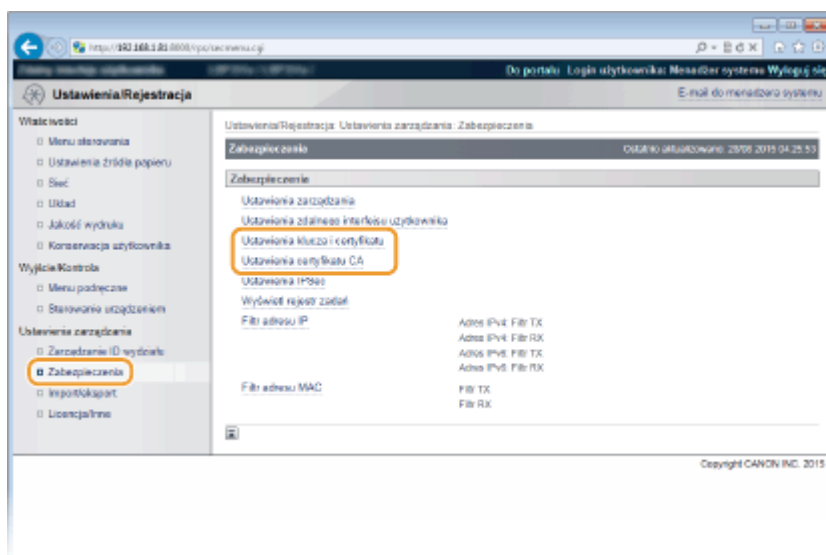 Do portalu Login użytkownika: Menedżer systemu Wyloguj się
Ustawienia/Rejestracja
E-mail do menedżera systemu
Właściwości
Menu sterowania
Ustawienia źródła papieru
Sieć
Układ
Jakość wydruku
Konserwacja użytkownika
Wyjście/Kontrola
Menu podręczne
Sterowanie urządzeniem
Ustawienia zarządzania
Zarządzanie ID wydziału
Zabezpieczenia
Import/eksport
Licencja/Inne
Ustawienia/Rejestracja: Ustawienia zarządzania: Zabezpieczenia
Zabezpieczenia
Ostatnio aktualizowano: 2015 04:25:53
Zabezpieczenie
Ustawienia zarządzania
Ustawienia zdalnego interfejsu użytkownika
Ustawienia klucza i certyfikatu
Ustawienia certyfikatu CA
Ustawienia IPSec
Wyświetl rejestr zadań
Filtr adresu IP
Adres IPv4: Filtr TX
Adres IPv4: Filtr RX
Adres IPv6: Filtr TX
Adres IPv6: Filtr RX
Filtr adresu MAC
Filtr TX
Filtr RX
Copyright CANON INC. 2015